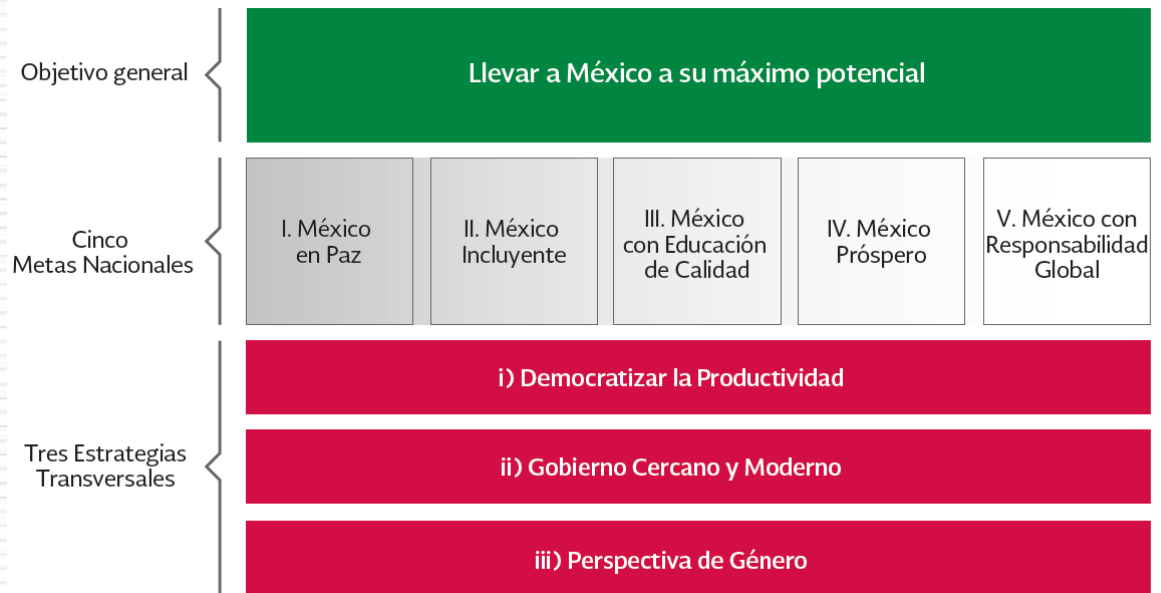 Objetivo general
Llevar a México a su máximo potencial
Cinco
Metas Nacionales
I. México
en Paz
II. México
Incluyente
III. México
con Educación
de Calidad
IV. México
Próspero
V. México con
Responsabilidad
Global
Tres Estrategias
Transversales
i) Democratizar la Productividad
ii) Gobierno Cercano y Moderno
iii) Perspectiva de Género